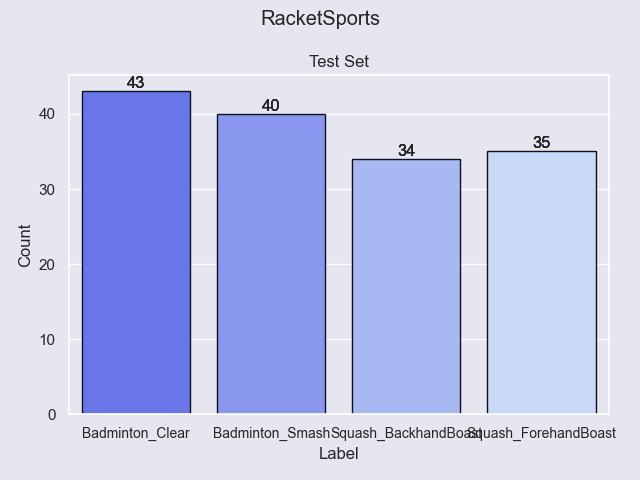 RacketSports
Test Set
43
40
34
35
40
30
20
10
0
Count
Badminton_Clear
Badminton_Smash
Squash_BackhandBoast
Squash_ForehandBoast
Label